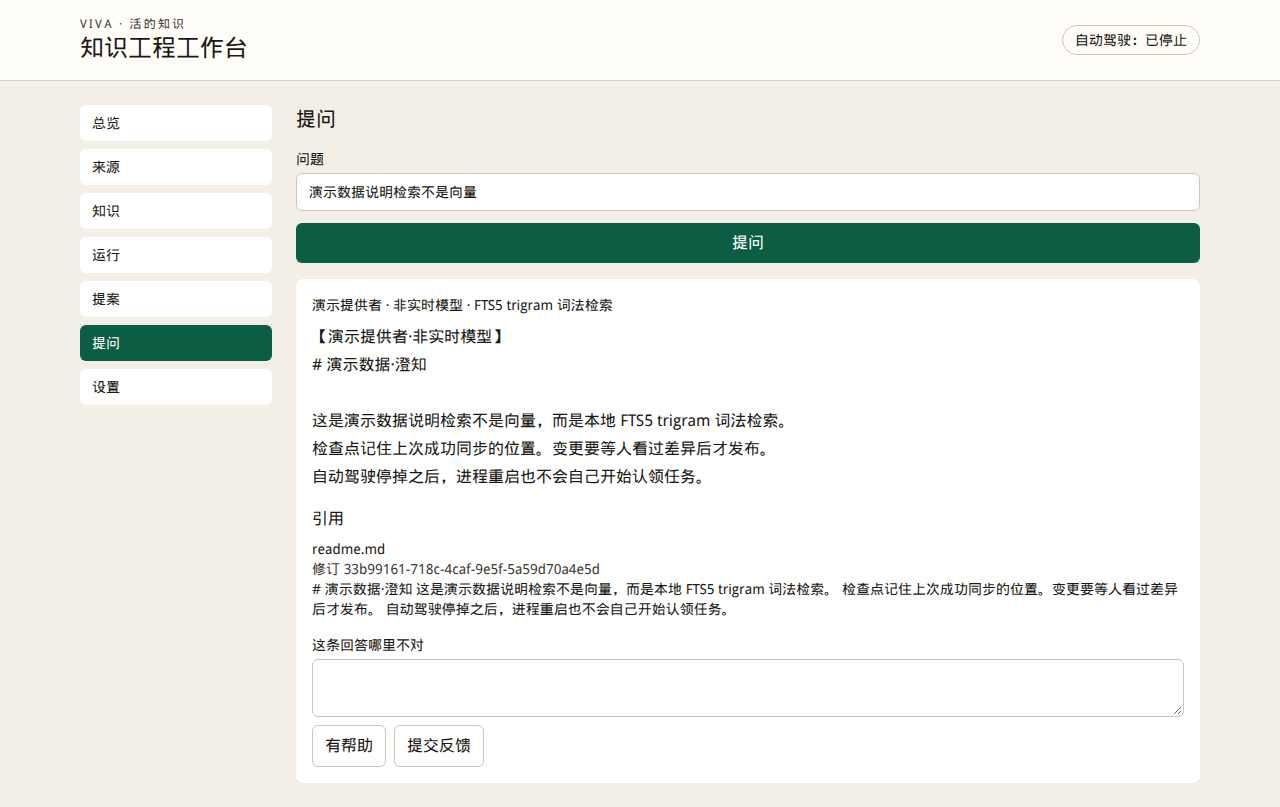 VIVA · 活的知识
知识工程工作台
自动驾驶：已停止
总览
来源
知识
运行
提案
提问
设置
提问
问题
演示数据说明检索不是向量
提问
演示提供者 · 非实时模型 · FTS5 trigram 词法检索
【演示提供者·非实时模型】
# 演示数据·澄知
这是演示数据说明检索不是向量，而是本地 FTS5 trigram 词法检索。
检查点记住上次成功同步的位置。变更要等人看过差异后才发布。
自动驾驶停掉之后，进程重启也不会自己开始认领任务。
引用
readme.md
修订 33b99161-718c-4caf-9e5f-5a59d70a4e5d
# 演示数据·澄知 这是演示数据说明检索不是向量，而是本地 FTS5 trigram 词法检索。 检查点记住上次成功同步的位置。变更要等人看过差异
后才发布。 自动驾驶停掉之后，进程重启也不会自己开始认领任务。
这条回答哪里不对
有帮助
提交反馈